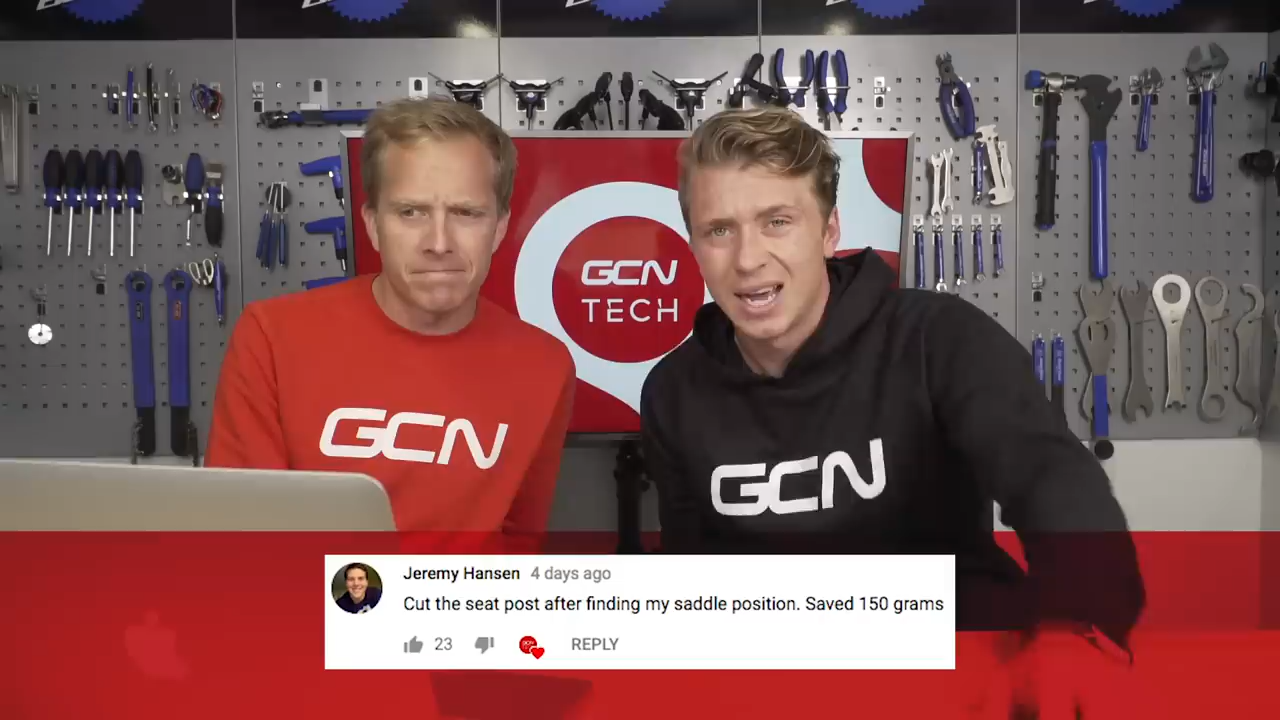 GCN
TECH
GCN
GCN
Jeremy Hansen 4 days ago
Cut the seat post after finding my saddle position. Saved 150 grams
23 REPLY